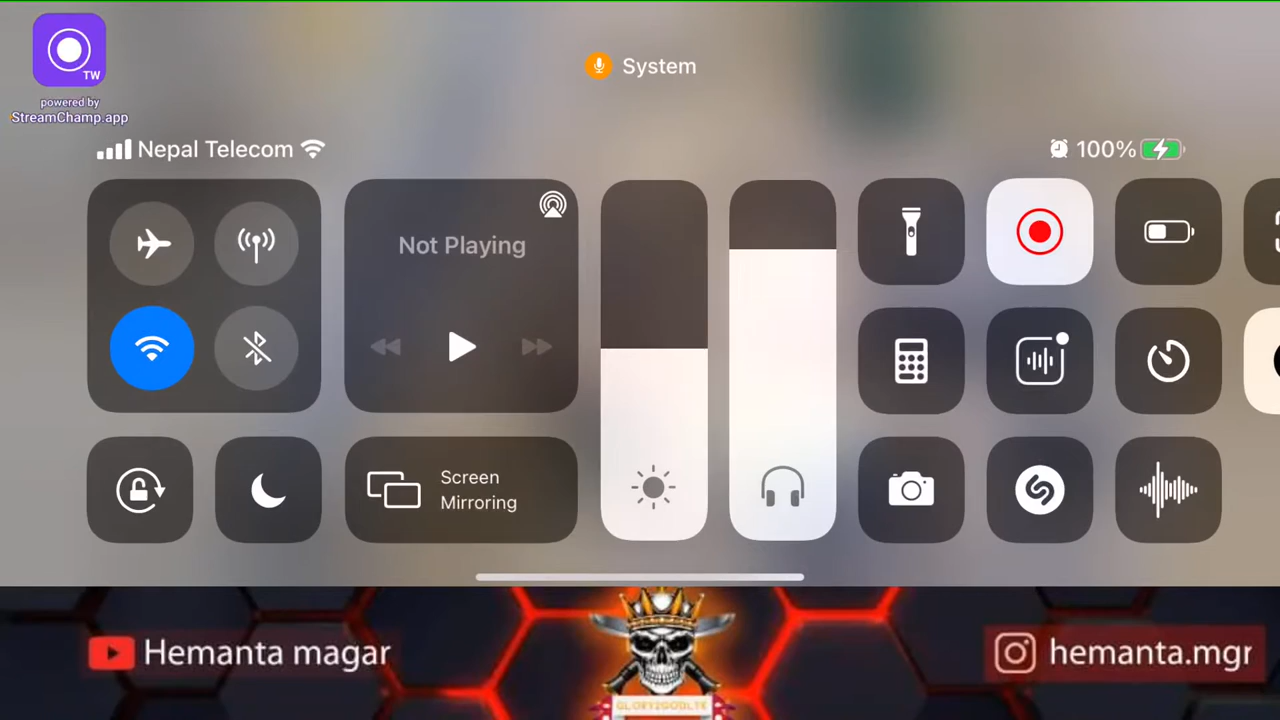 System
TW
powered by
StreamChamp.app
Nepal Telecom
100%
Not Playing
Screen
Mirroring
Hemanta magar
hemanta.mgr